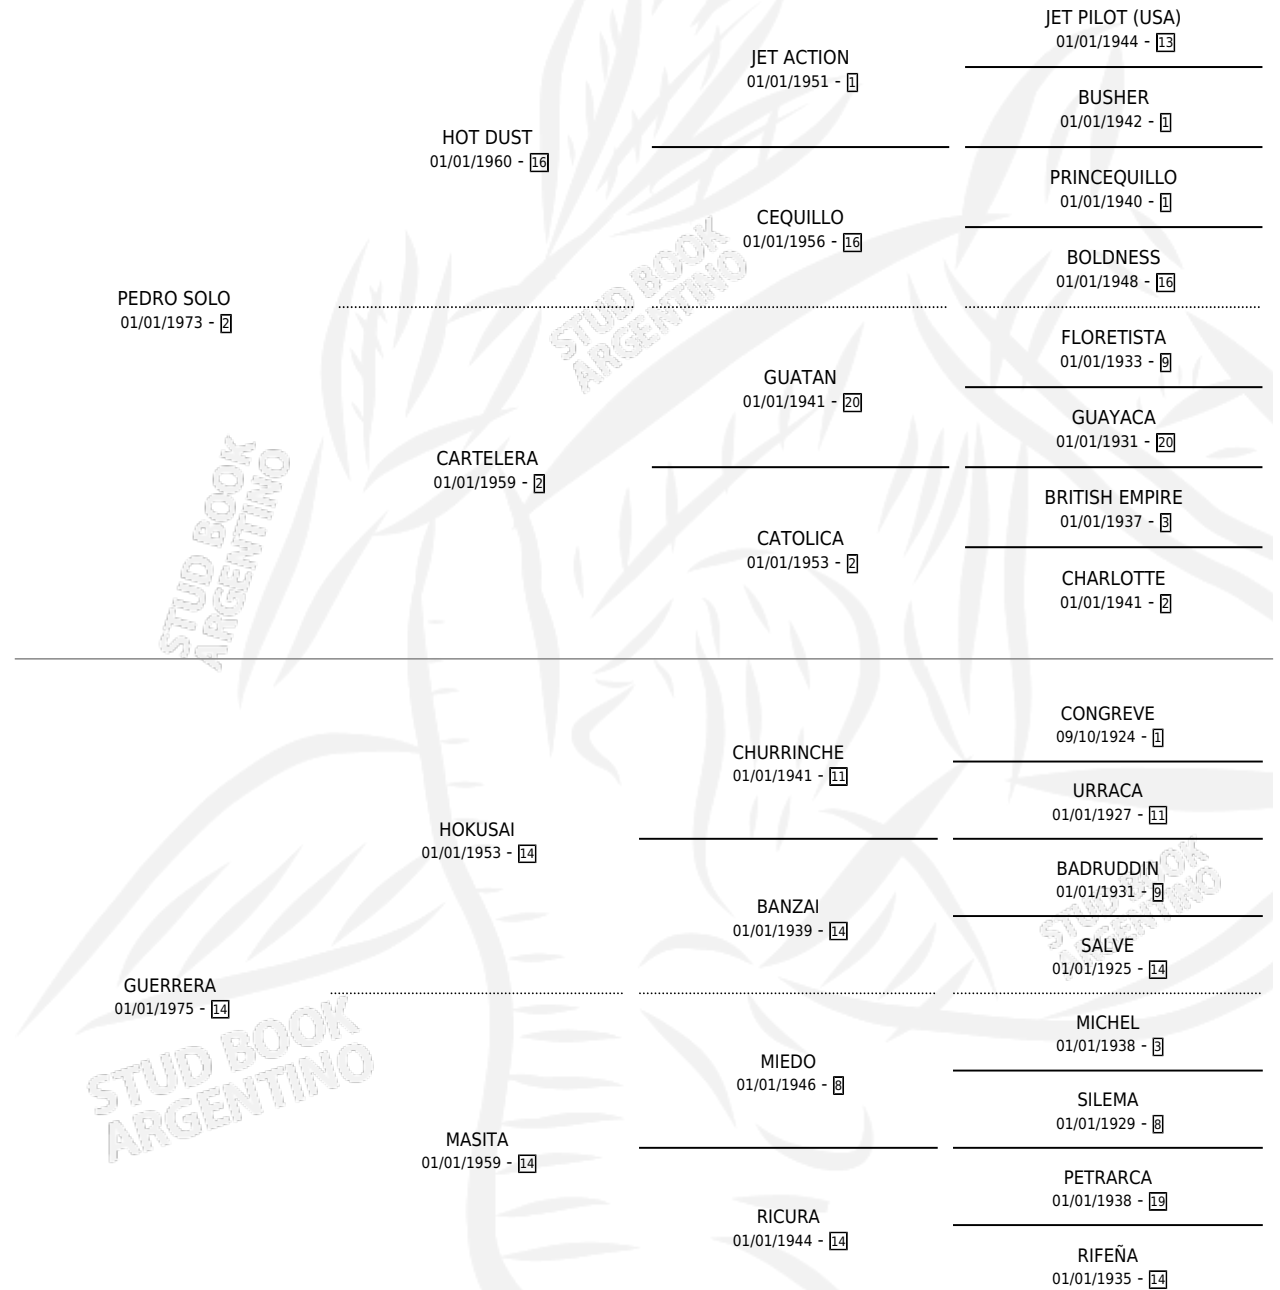 JET PILOT (USA)
01/01/1944 - 13
JET ACTION
01/01/1951 - 1
BUSHER
01/01/1942 - 1
HOT DUST
01/01/1960 - 16
PRINCEQUILLO
01/01/1940 - 1
CEQUILLO
01/01/1956 - 16
BOLDNESS
01/01/1948 - 16
PEDRO SOLO
01/01/1973 - 2
FLORETISTA
01/01/1933 - 9
GUATAN
01/01/1941 - 20
GUAYACA
01/01/1931 - 20
CARTELERA
01/01/1959 - 2
BRITISH EMPIRE
01/01/1937 - 3
CATOLICA
01/01/1953 - 2
CHARLOTTE
01/01/1941 - 2
CONGREVE
09/10/1924 - 1
CHURRINCHE
01/01/1941 - 11
URRACA
01/01/1927 - 11
HOKUSAI
01/01/1953 - 14
BADRUDDIN
01/01/1931 - 9
BANZAI
01/01/1939 - 14
SALVE
01/01/1925 - 14
GUERRERA
01/01/1975 - 14
MICHEL
01/01/1938 - 3
MIEDO
01/01/1946 - 8
SILEMA
01/01/1929 - 8
MASITA
01/01/1959 - 14
PETRARCA
01/01/1938 - 19
RICURA
01/01/1944 - 14
RIFEÑA
01/01/1935 - 14
STUD BOOK
ARGENTINO
STUD BOOK
ARGENTINO
STUD BOOK
ARGENTINO
STUD BOOK
ARGENTINO